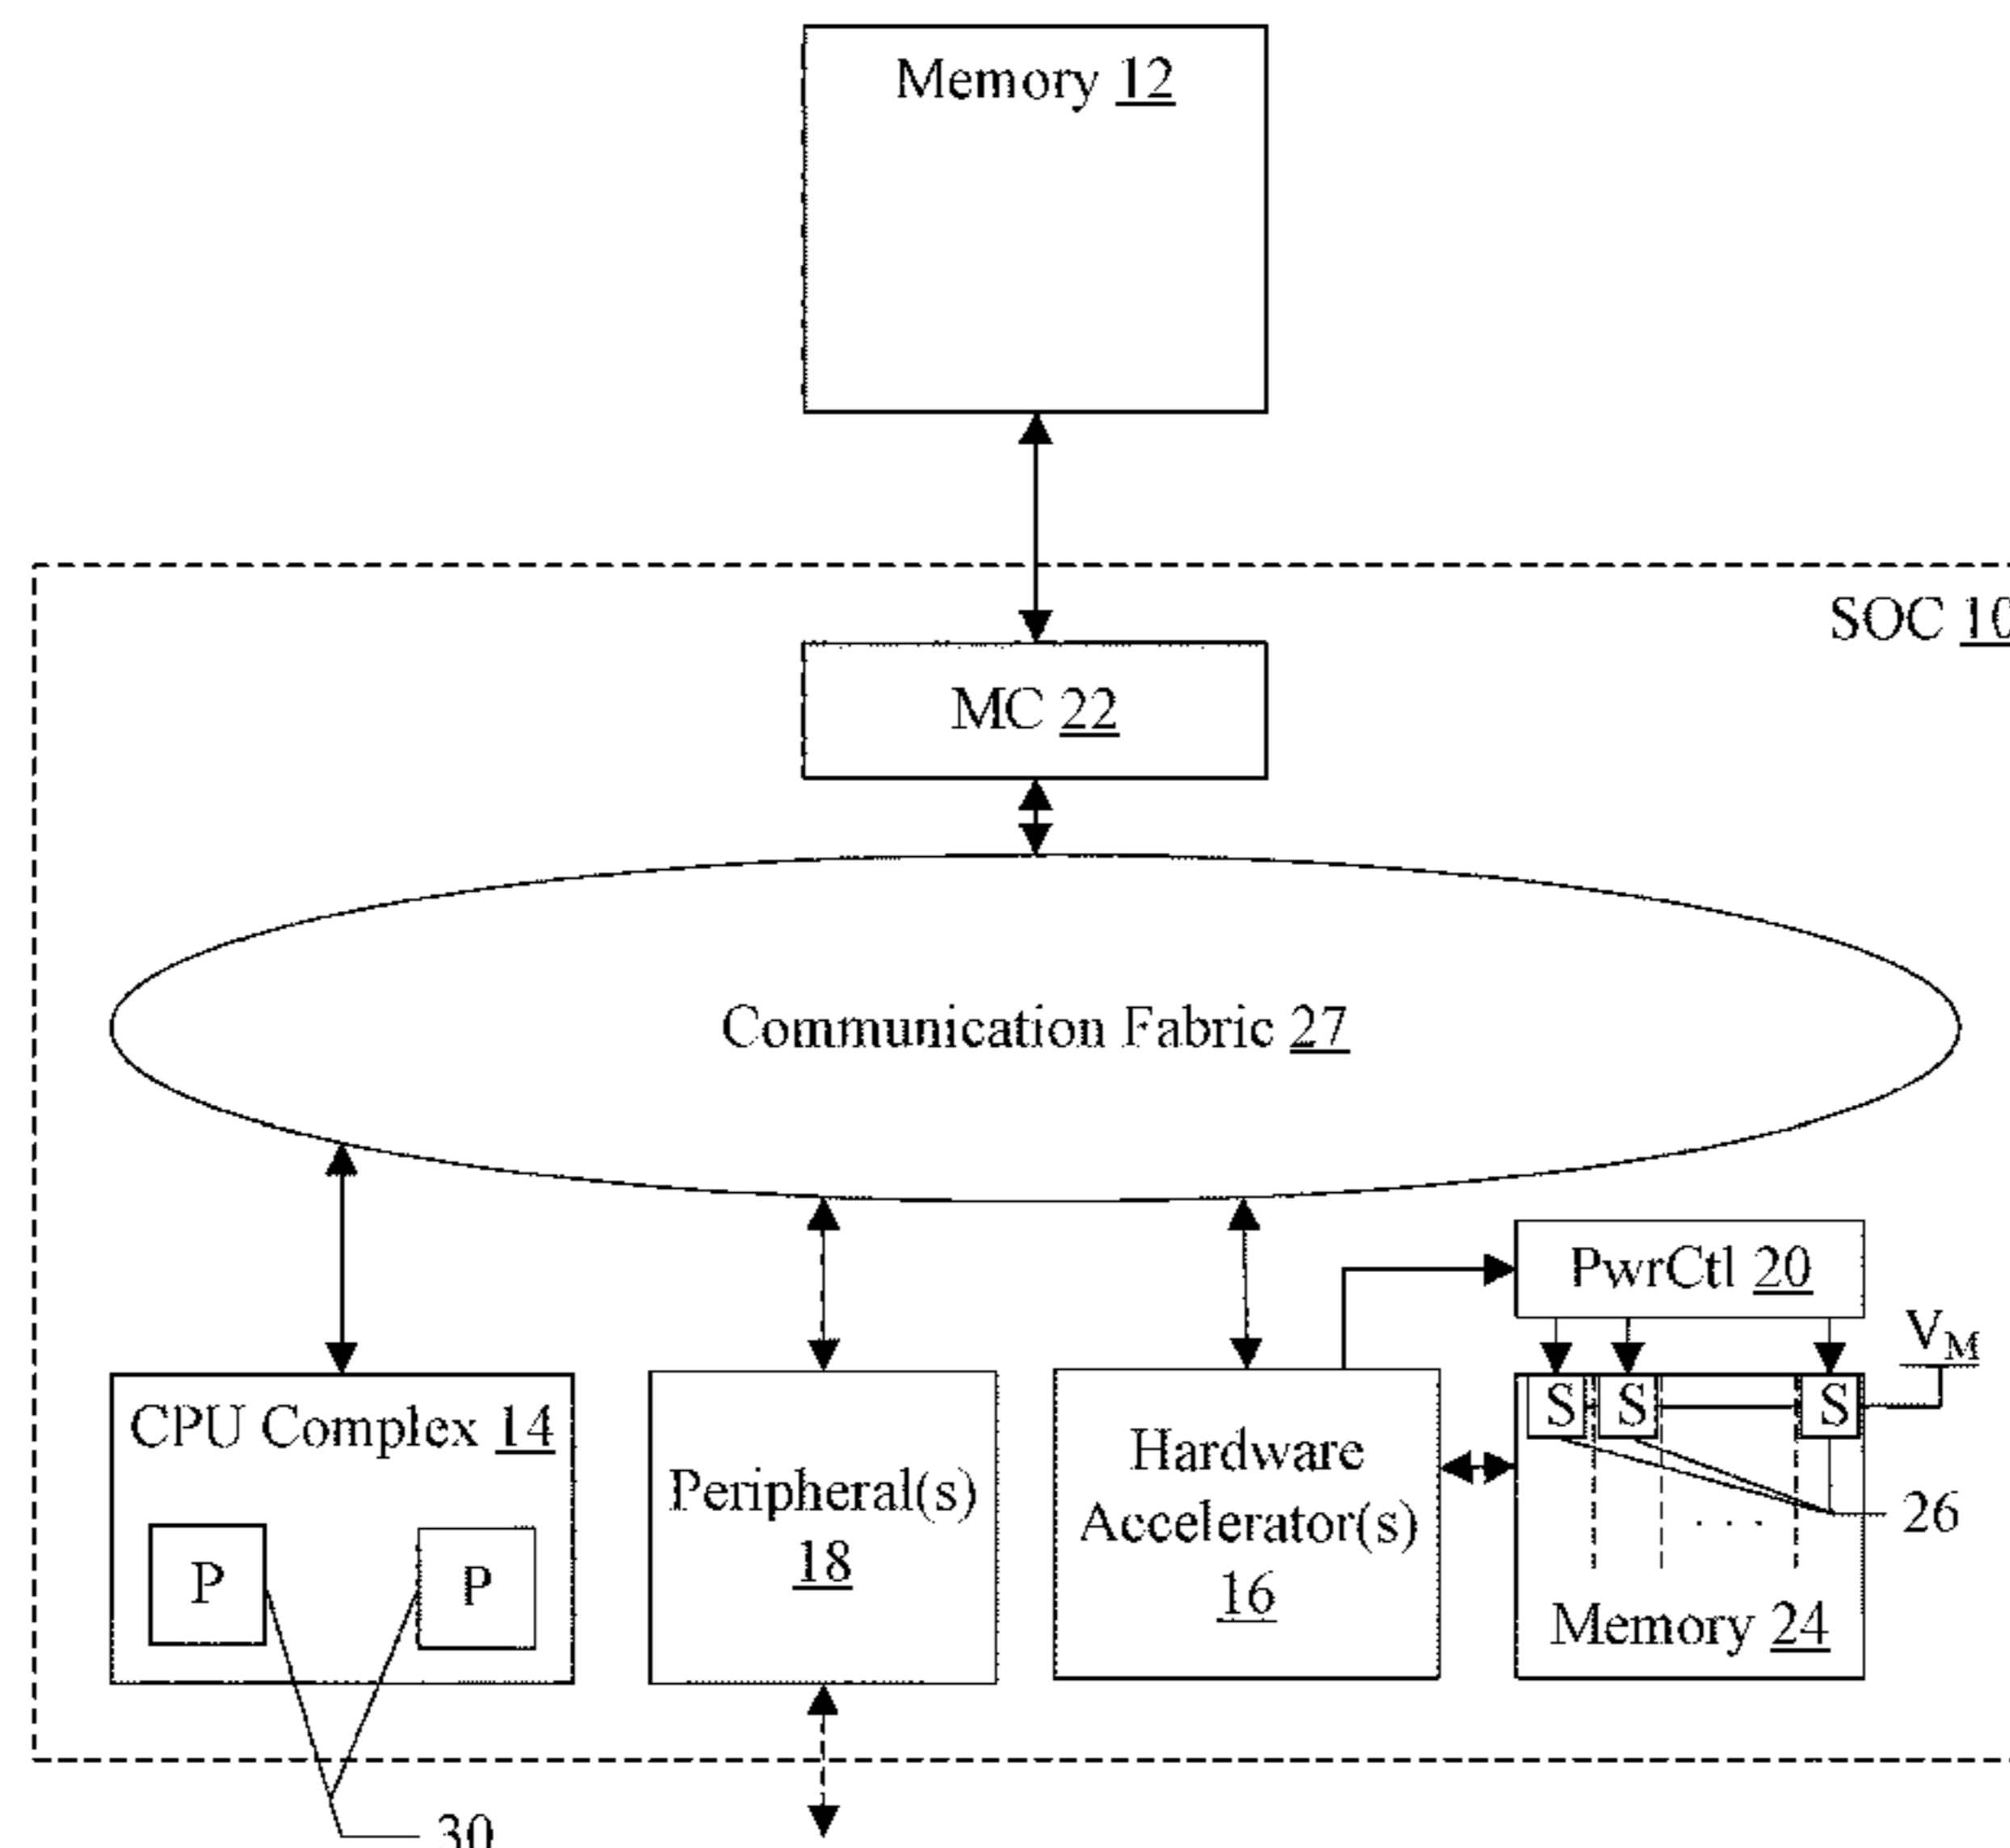 Memory 12
SOC 10
MC 22
Communication Fabric 27
PwrCtl 20
VM
CPU Complex 14
P
P
Peripheral(s)
18
Hardware
Accelerator(s)
16
S
S
S
. . .
26
Memory 24
30